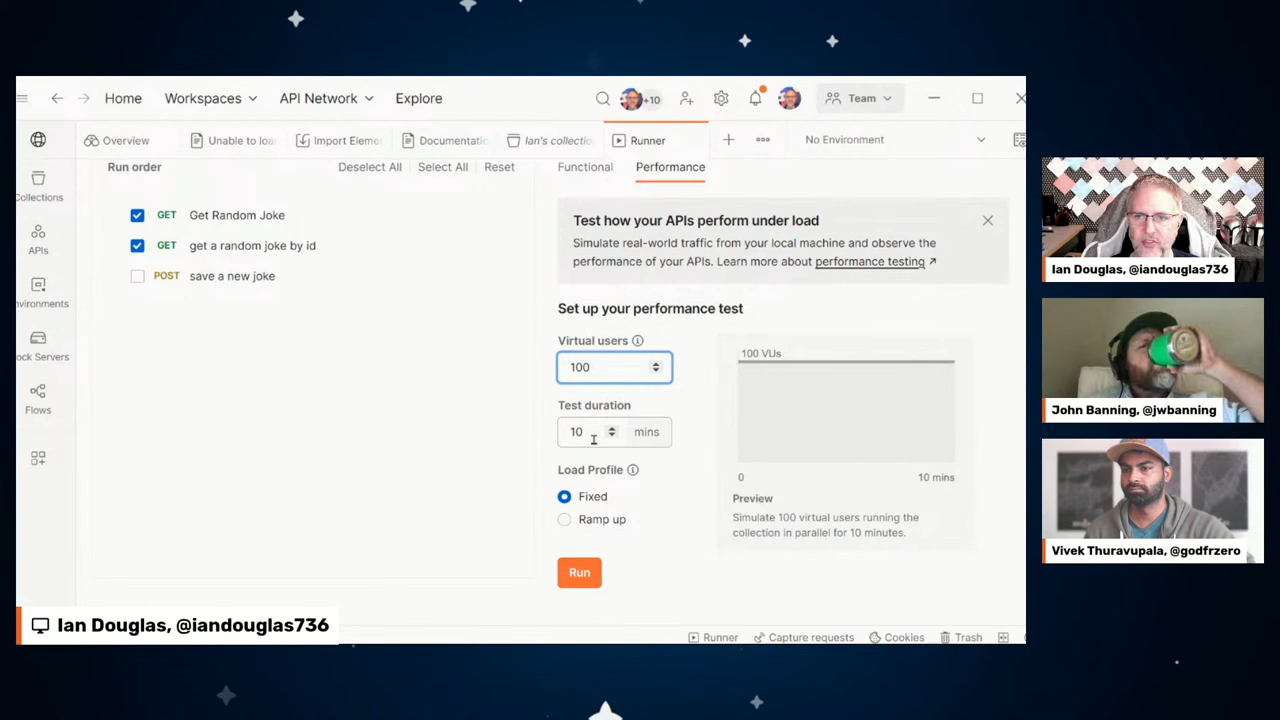 Home
Workspaces
API Network
Explore
+10
Team
Overview
Unable to loa
Import Eleme
Documentatic
Ian's collectio
Runner
No Environment
Collections
APIs
nvironments
ock Servers
Flows
Run order
Deselect All
Select All
Reset
GET Get Random Joke
GET get a random joke by id
POST save a new joke
Functional
Performance
Test how your APIs perform under load
Simulate real-world traffic from your local machine and observe the
performance of your APIs. Learn more about performance testing ↗
Set up your performance test
Virtual users
100
Test duration
10 mins
Load Profile
Fixed
Ramp up
Run
100 VUs
0 10 mins
Preview
Simulate 100 virtual users running the
collection in parallel for 10 minutes.
Runner
Capture requests
Cookies
Trash
Ian Douglas, @iandouglas736
Ian Douglas, @iandouglas736
John Banning, @jwbanning
Vivek Thuravupala, @godfrzero